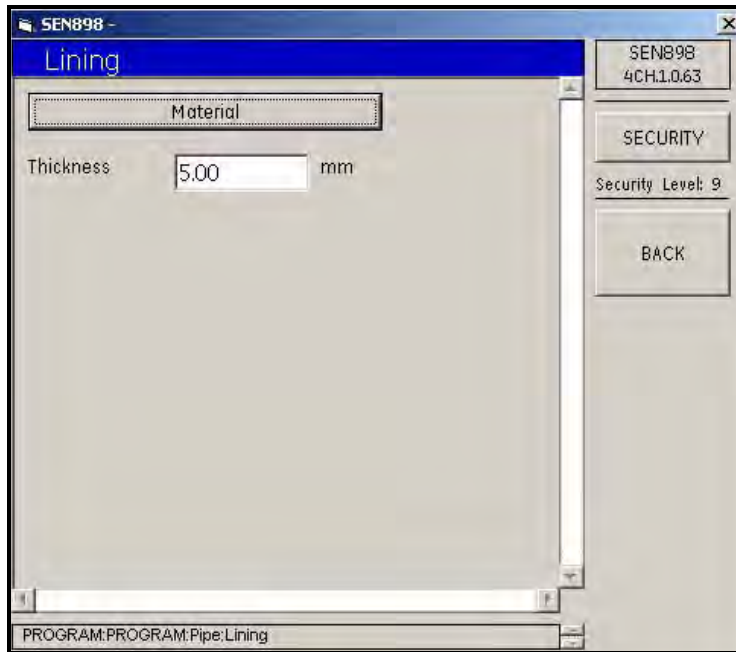 SEN898 -
Lining
SEN898
4CH.1.0.63
Material
SECURITY
Thickness 5.00 mm
Security Level: 9
BACK
PROGRAM:PROGRAM:Pipe:Lining